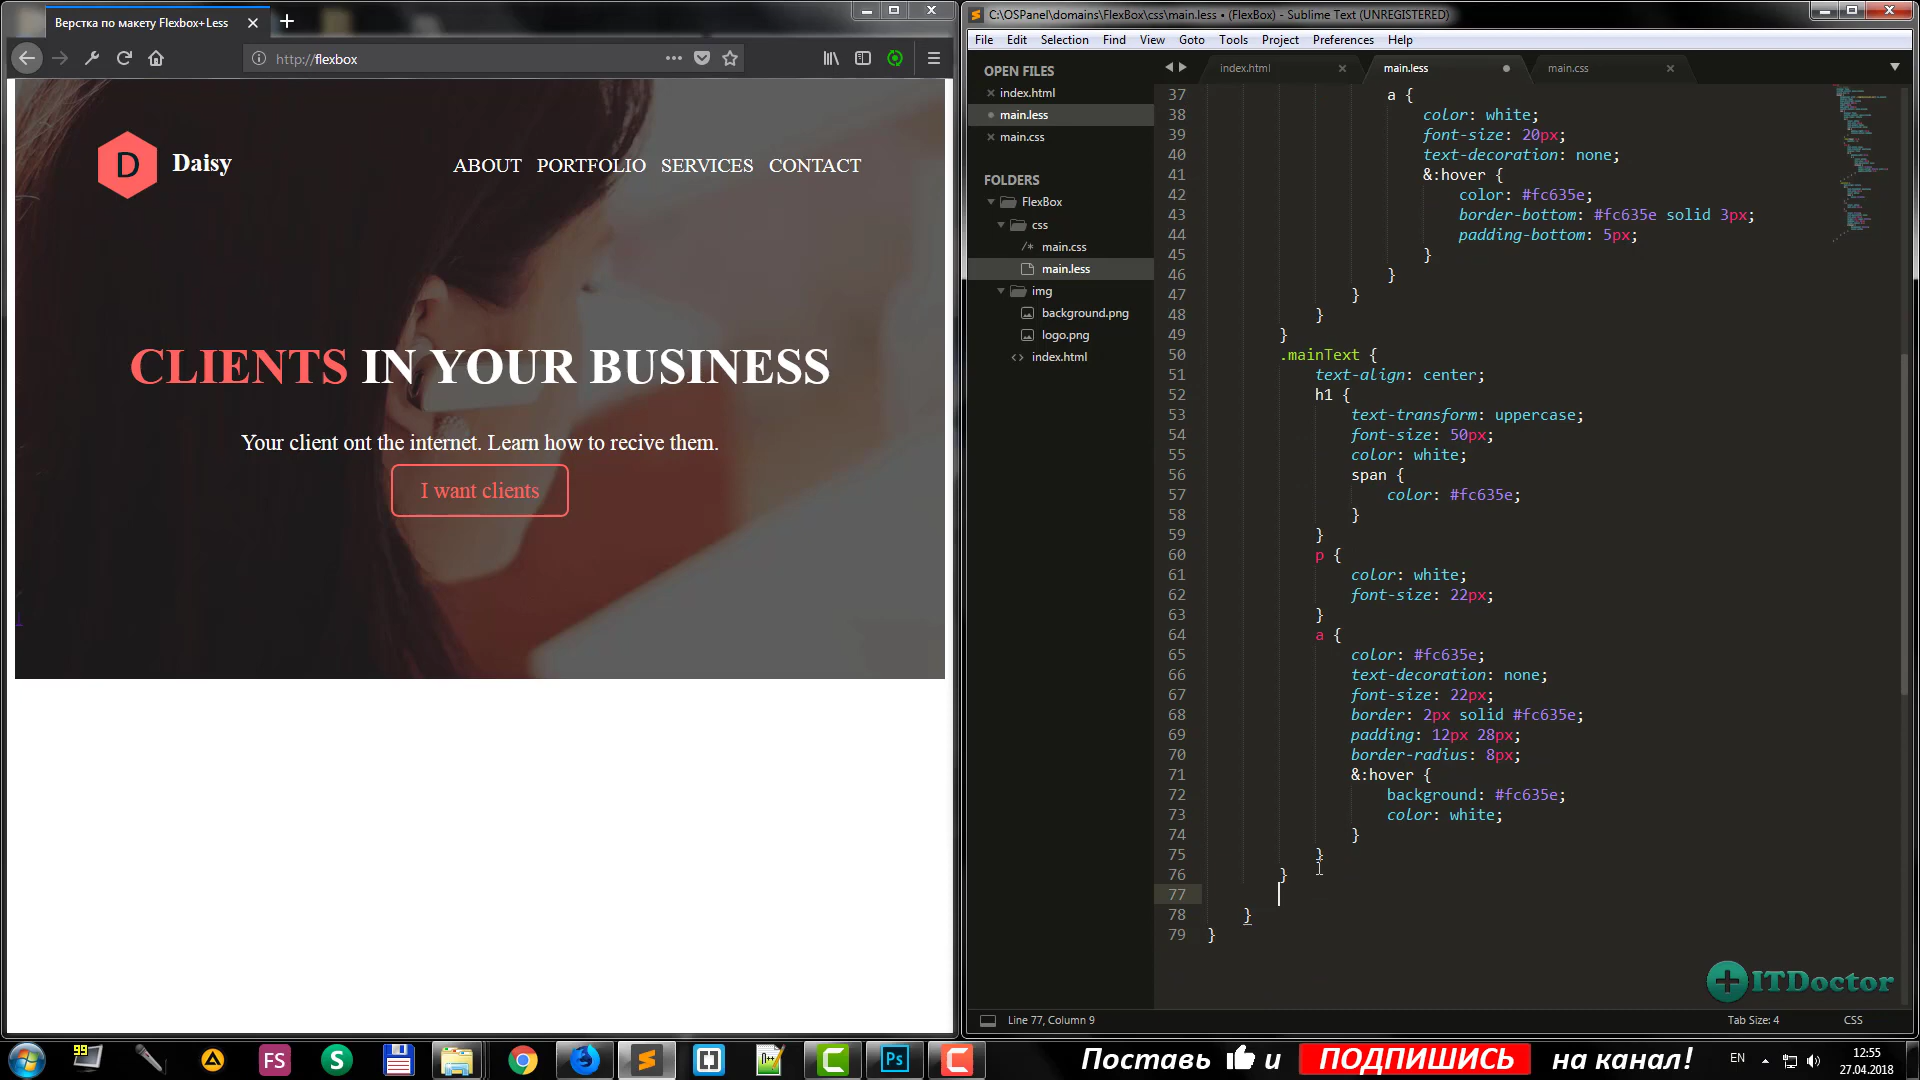 Верстка по макету Flexbox+Less
http://flexbox
D
Daisy
ABOUT PORTFOLIO SERVICES CONTACT
CLIENTS IN YOUR BUSINESS
Your client ont the internet. Learn how to recive them.
I want clients
C:\OSPanel\domains\FlexBox\css\main.less • (FlexBox) - Sublime Text (UNREGISTERED)
File Edit Selection Find View Goto Tools Project Preferences Help
OPEN FILES
index.html
main.less
main.css
FOLDERS
FlexBox
css
/* main.css
main.less
img
background.png
logo.png
<> index.html
index.html main.less main.css
37 a {
38 color: white;
39 font-size: 20px;
40 text-decoration: none;
41 &:hover {
42 color: #fc635e;
43 border-bottom: #fc635e solid 3px;
44 padding-bottom: 5px;
45 }
46 }
47 }
48 }
49 }
50 .mainText {
51 text-align: center;
52 h1 {
53 text-transform: uppercase;
54 font-size: 50px;
55 color: white;
56 span {
57 color: #fc635e;
58 }
59 }
60 p {
61 color: white;
62 font-size: 22px;
63 }
64 a {
65 color: #fc635e;
66 text-decoration: none;
67 font-size: 22px;
68 border: 2px solid #fc635e;
69 padding: 12px 28px;
70 border-radius: 8px;
71 &:hover {
72 background: #fc635e;
73 color: white;
74 }
75 }
76 }
77
78 }
79 }
ITDoctor
Line 77, Column 9
Tab Size: 4
CSS
99
FS
S
Ps
Поставь и ПОДПИШИСЬ на канал!
EN
12:55
27.04.2018